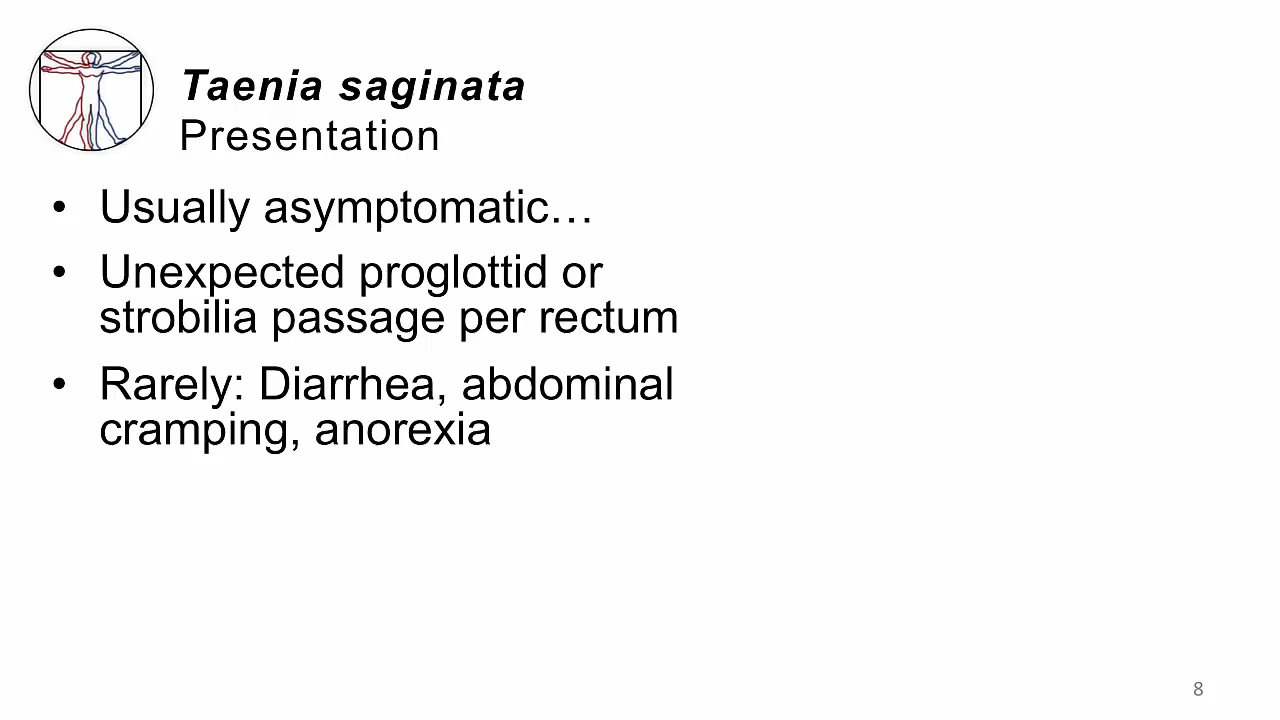 Taenia saginata
Presentation
• Usually asymptomatic…
• Unexpected proglottid or
strobilia passage per rectum
• Rarely: Diarrhea, abdominal
cramping, anorexia
8